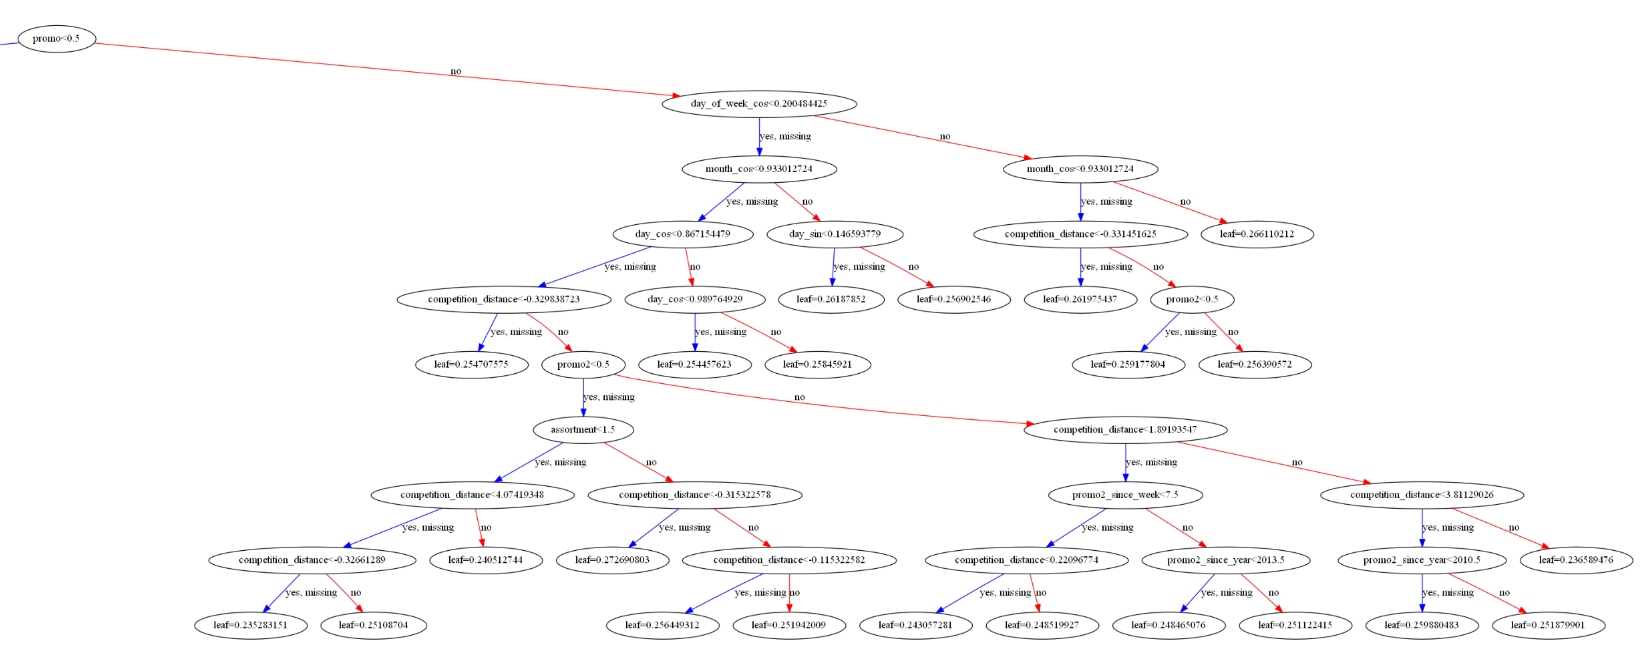 promo<0.5
no
day_of_week_cos<0.200484425
yes, missing
no
month_cos<0.933012724
month_cos<0.933012724
yes, missing
no
yes, missing
no
day_cos<0.867154479
day_sin<0.146593779
competition_distance<-0.331451625
leaf=0.266110212
yes, missing
no
yes, missing
no
yes, missing
no
competition_distance<-0.329838723
day_cos<0.989764929
leaf=0.26187852
leaf=0.256902546
leaf=0.261975437
promo2<0.5
yes, missing
no
yes, missing
no
yes, missing
no
leaf=0.254707575
promo2<0.5
leaf=0.254457623
leaf=0.25845921
leaf=0.259177804
leaf=0.256390572
yes, missing
no
assortment<1.5
competition_distance<1.89193547
yes, missing
no
yes, missing
no
competition_distance<4.07419348
competition_distance<-0.315322578
promo2_since_week<7.5
competition_distance<3.81129026
yes, missing
no
yes, missing
no
yes, missing
no
yes, missing
no
competition_distance<-0.32661289
leaf=0.240512744
leaf=0.272690803
competition_distance<-0.115322582
competition_distance<0.22096774
promo2_since_year<2013.5
promo2_since_year<2010.5
leaf=0.236589476
yes, missing
no
yes, missing
no
yes, missing
no
yes, missing
no
yes, missing
no
leaf=0.235283151
leaf=0.25108704
leaf=0.256449312
leaf=0.251942009
leaf=0.243057281
leaf=0.248519927
leaf=0.248465076
leaf=0.251122415
leaf=0.259880483
leaf=0.251879901